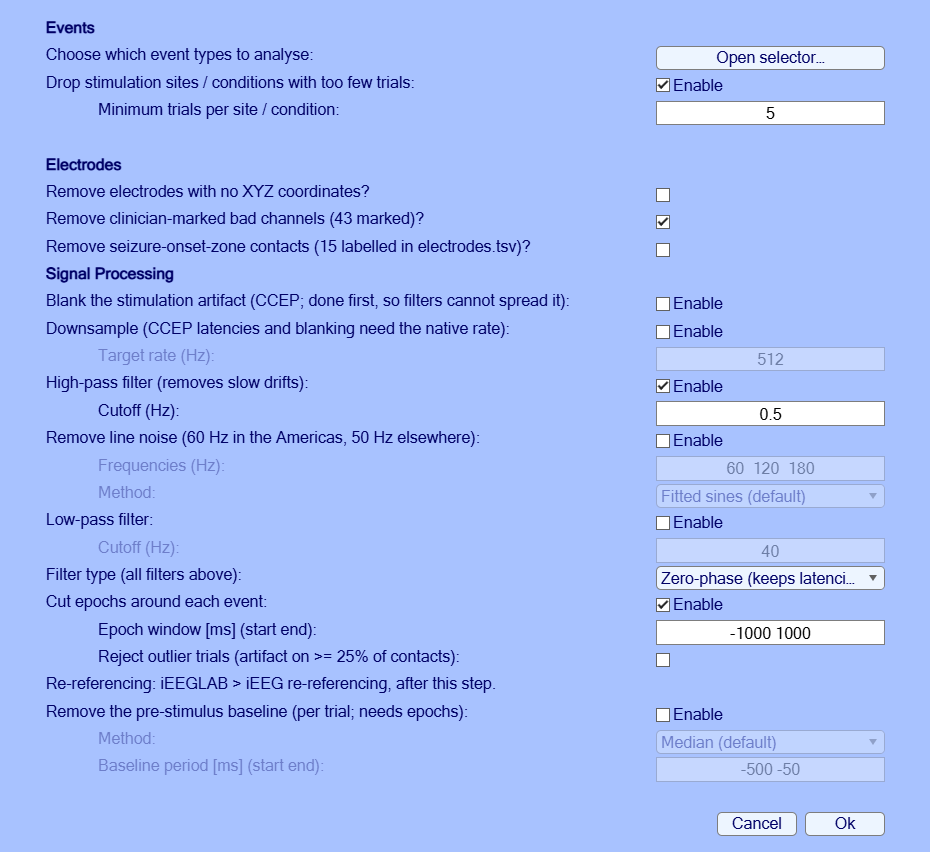 Events
Choose which event types to analyse:
Open selector...
Drop stimulation sites / conditions with too few trials:
Enable
Minimum trials per site / condition:
5
Electrodes
Remove electrodes with no XYZ coordinates?
Remove clinician-marked bad channels (43 marked)?
Remove seizure-onset-zone contacts (15 labelled in electrodes.tsv)?
Signal Processing
Blank the stimulation artifact (CCEP; done first, so filters cannot spread it):
Enable
Downsample (CCEP latencies and blanking need the native rate):
Enable
Target rate (Hz):
512
High-pass filter (removes slow drifts):
Enable
Cutoff (Hz):
0.5
Remove line noise (60 Hz in the Americas, 50 Hz elsewhere):
Enable
Frequencies (Hz):
60 120 180
Method:
Fitted sines (default)
Low-pass filter:
Enable
Cutoff (Hz):
40
Filter type (all filters above):
Zero-phase (keeps latenci...
Cut epochs around each event:
Enable
Epoch window [ms] (start end):
-1000 1000
Reject outlier trials (artifact on >= 25% of contacts):
Re-referencing: iEEGLAB > iEEG re-referencing, after this step.
Remove the pre-stimulus baseline (per trial; needs epochs):
Enable
Method:
Median (default)
Baseline period [ms] (start end):
-500 -50
Cancel
Ok